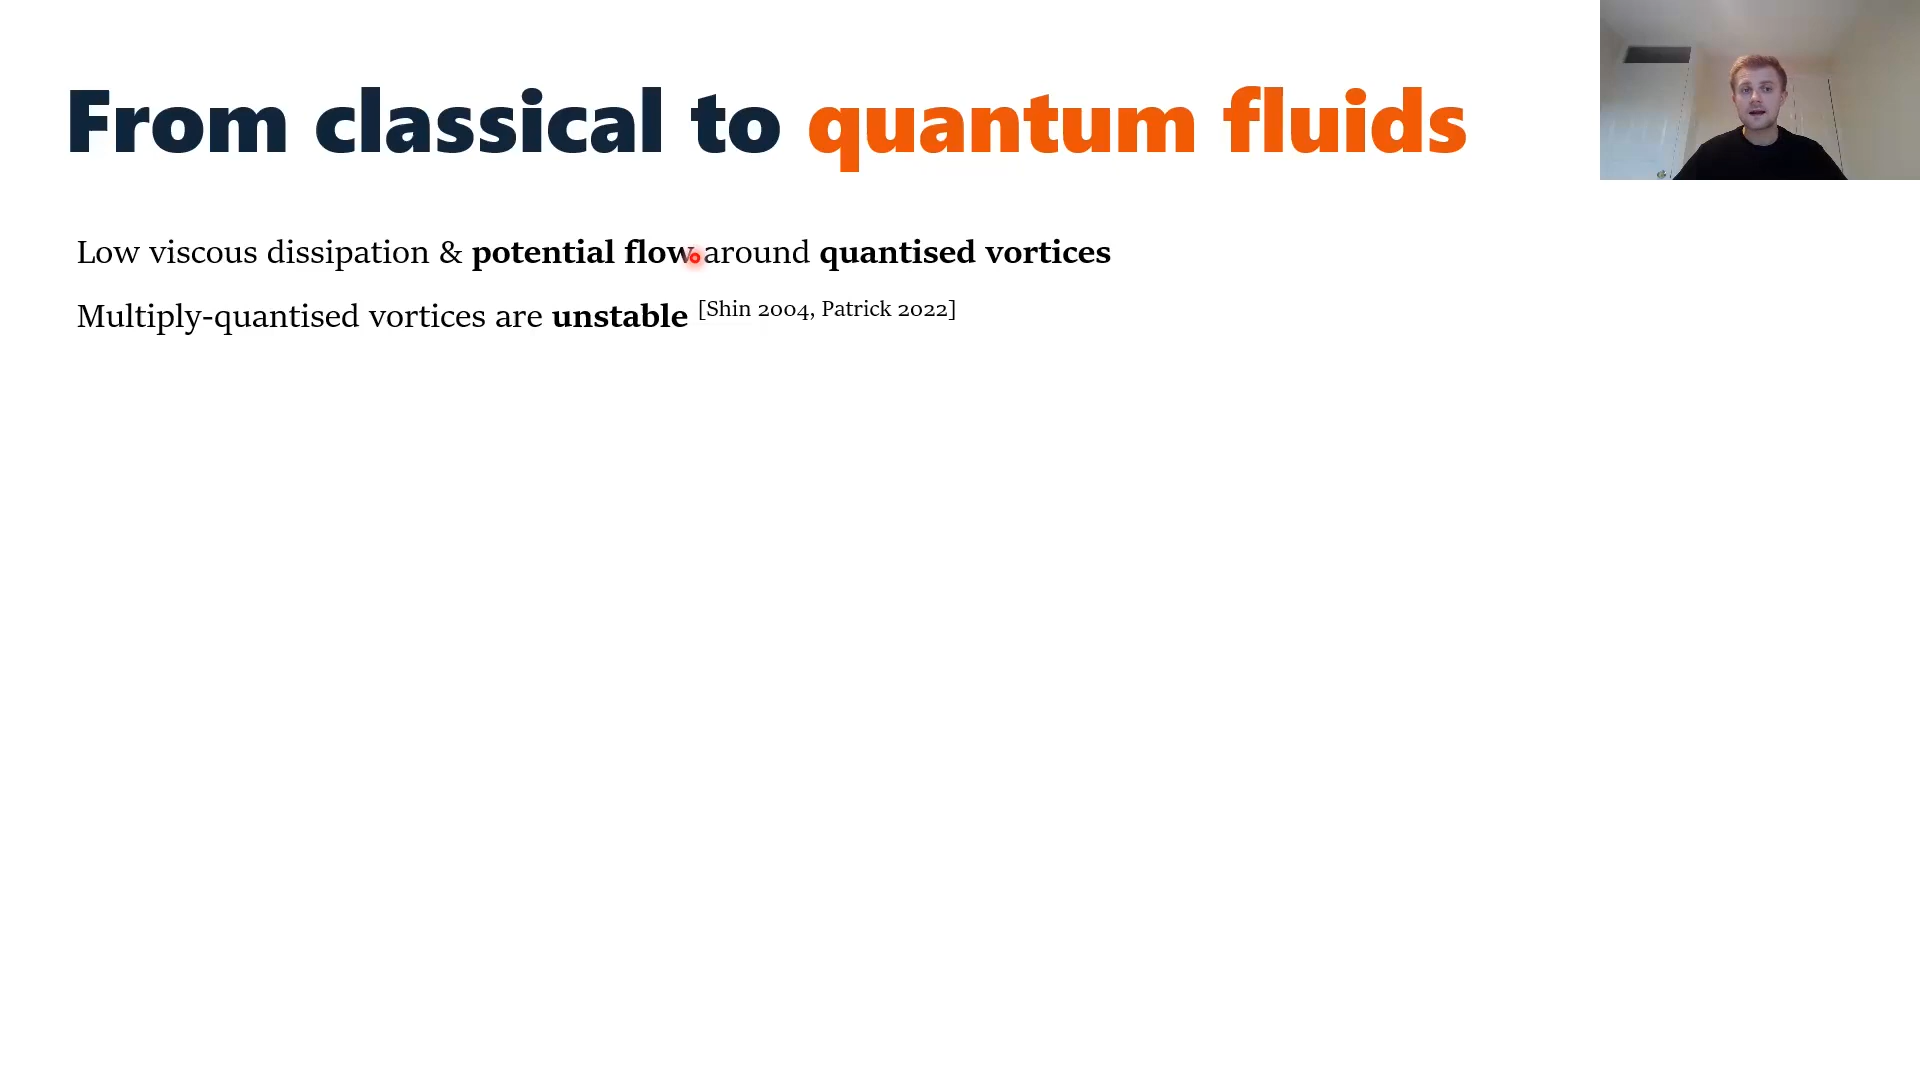 From classical to quantum fluids
Low viscous dissipation & potential flow around quantised vortices
Multiply-quantised vortices are unstable [Shin 2004, Patrick 2022]